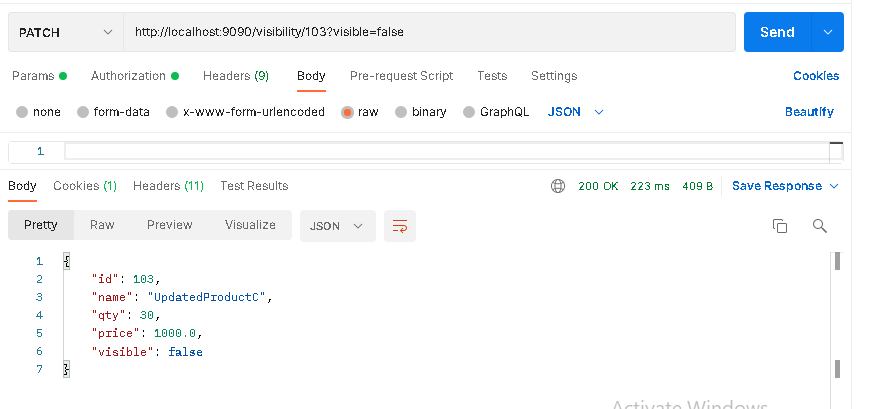 PATCH http://localhost:9090/visibility/103?visible=false Send
Params Authorization Headers (9) Body Pre-request Script Tests Settings Cookies
none form-data x-www-form-urlencoded raw binary GraphQL JSON Beautify
1
Body Cookies (1) Headers (11) Test Results 200 OK 223 ms 409 B Save Response
Pretty Raw Preview Visualize JSON
1 {
2 "id": 103,
3 "name": "UpdatedProductC",
4 "qty": 30,
5 "price": 1000.0,
6 "visible": false
7 }
Activate Windows